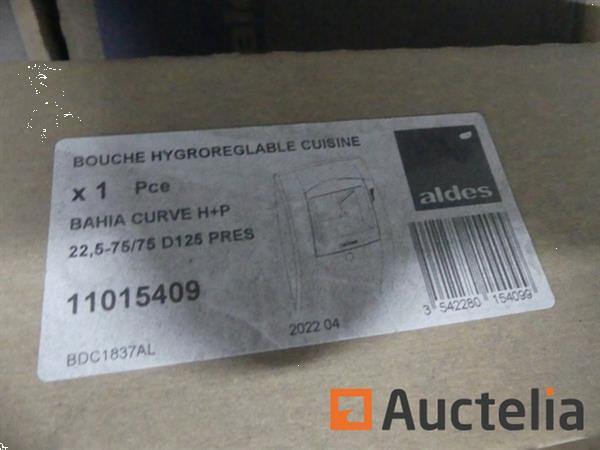 BOUCHE HYGROREGLABLE CUISINE
x 1 Pce
BAHIA CURVE H+P
22,5-75/75 D125 PRES
11015409
2022 04
BDC1837AL
aldes
3 542280 154099
Auctelia